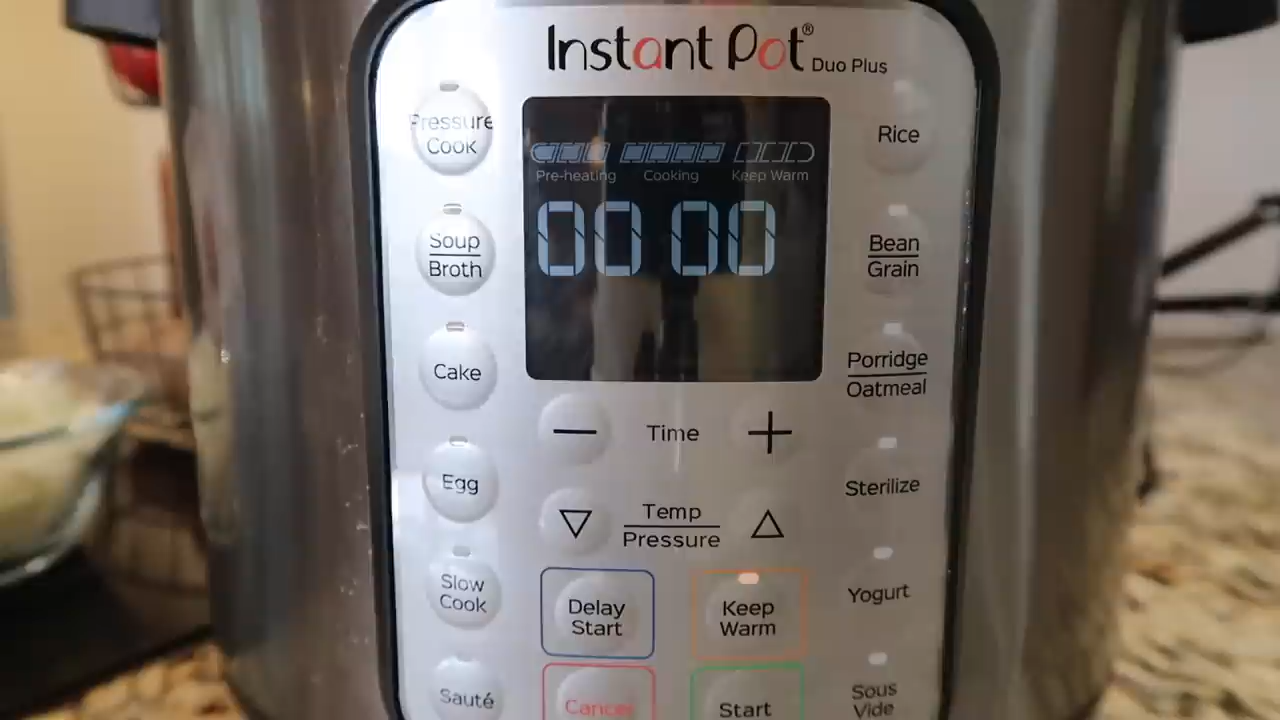 Instant Pot® Duo Plus
Pre-heating Cooking Keep Warm
00 00
Pressure
Cook
Soup
Broth
Cake
Egg
Slow
Cook
Sauté
Time
Temp
Pressure
Delay
Start
Keep
Warm
Cancel
Start
Rice
Bean
Grain
Porridge
Oatmeal
Sterilize
Yogurt
Sous
Vide